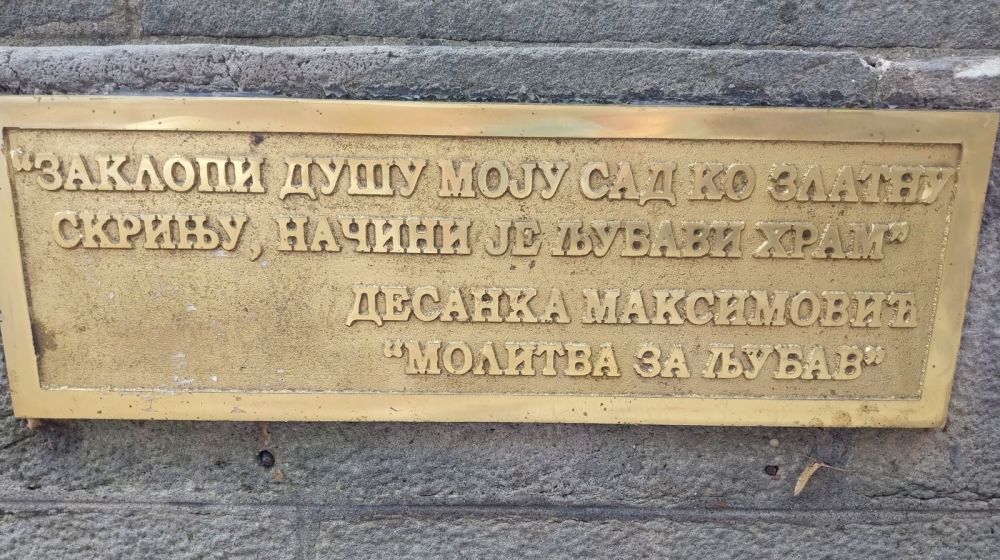 “ЗАКЛОПИ ДУШУ МОЈУ САД КО ЗЛАТНУ
СКРИЊУ, НАЧИНИ ЈЕ ЉУБАВИ ХРАМ”
ДЕСАНКА МАКСИМОВИЋ
“МОЛИТВА ЗА ЉУБАВ”